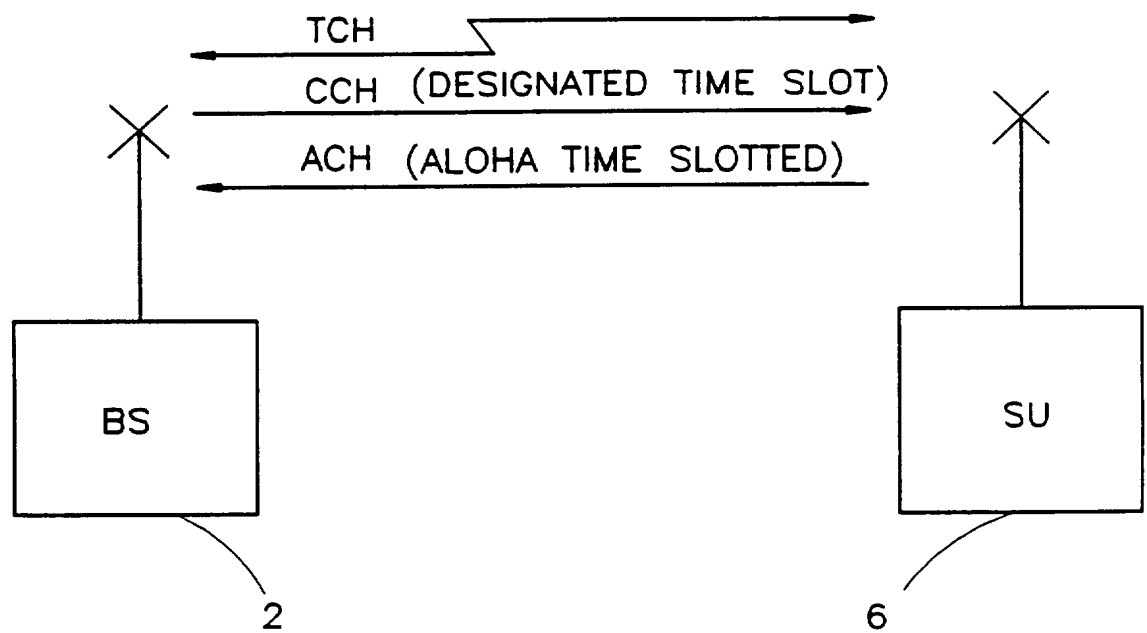 TCH
CCH (DESIGNATED TIME SLOT)
ACH (ALOHA TIME SLOTTED)
BS
SU
2
6